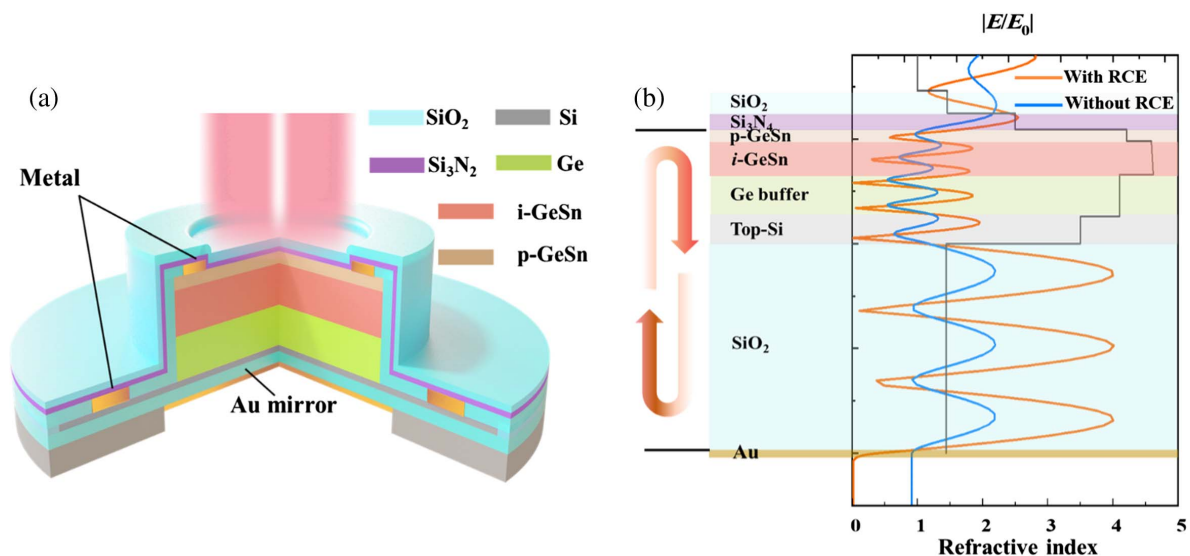 (a)
SiO2
Si
Si3N2
Ge
i-GeSn
p-GeSn
Metal
Au mirror
(b)
|E/E0|
With RCE
Without RCE
SiO2
Si3N4
p-GeSn
i-GeSn
Ge buffer
Top-Si
SiO2
Au
0 1 2 3 4 5
Refractive index